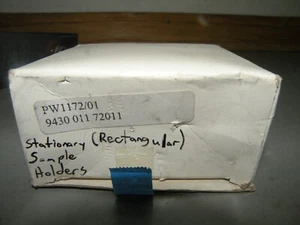 PW1172/01
9430 011 72011
Stationary (Rectangular)
Sample
Holders